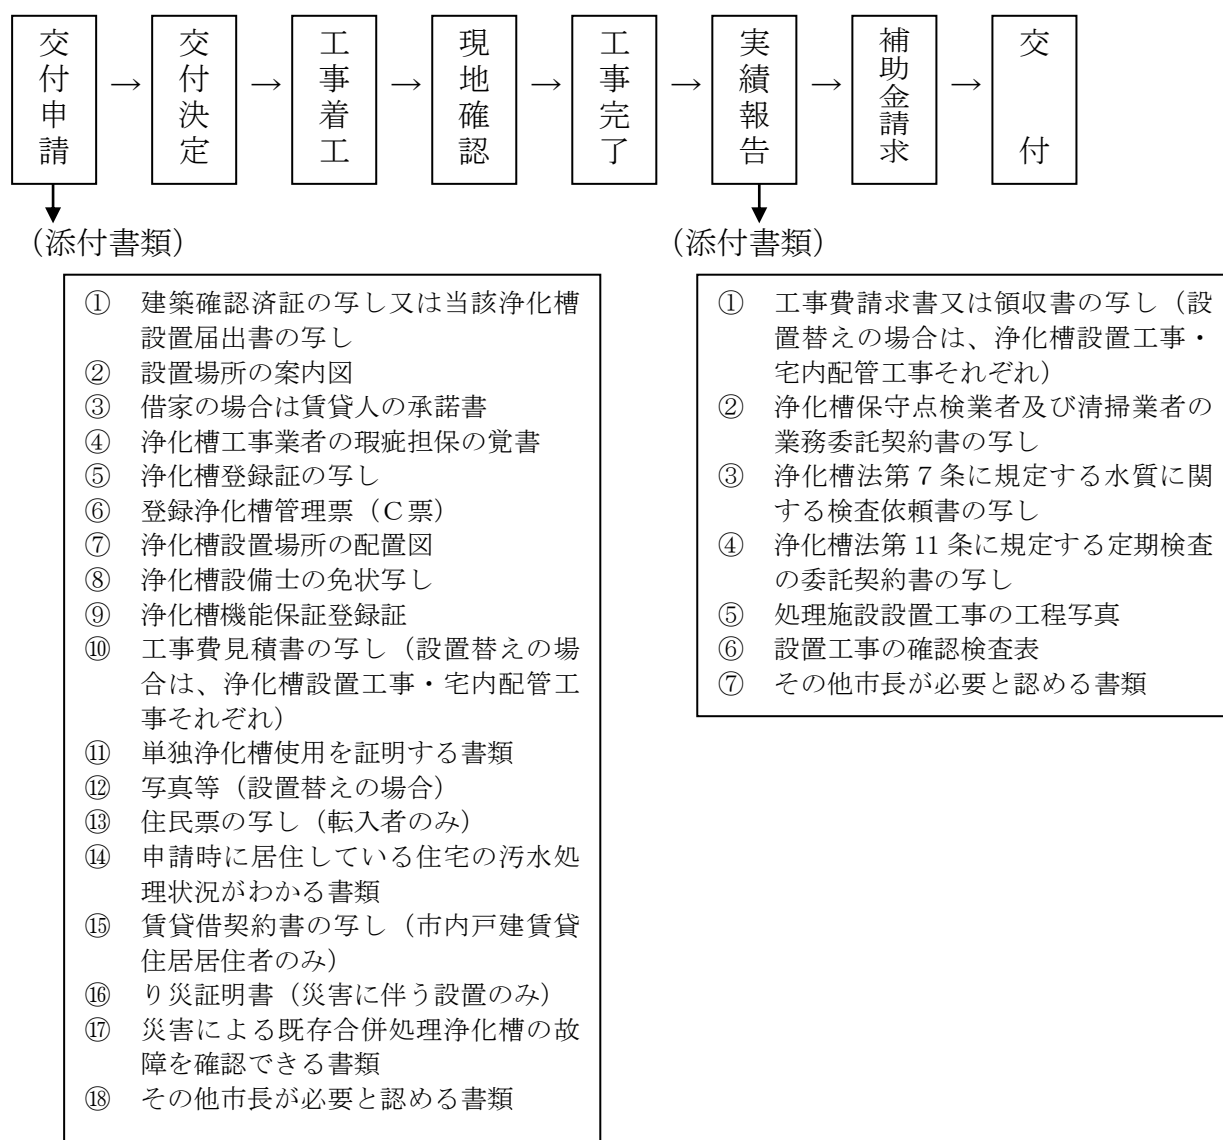 交付申請 → 交付決定 → 工事着工 → 現地確認 → 工事完了 → 実績報告 → 補助金請求 → 交付
（添付書類）
① 建築確認済証の写し又は当該浄化槽
設置届出書の写し
② 設置場所の案内図
③ 借家の場合は賃貸人の承諾書
④ 浄化槽工事業者の瑕疵担保の覚書
⑤ 浄化槽登録証の写し
⑥ 登録浄化槽管理票（C票）
⑦ 浄化槽設置場所の配置図
⑧ 浄化槽設備士の免状写し
⑨ 浄化槽機能保証登録証
⑩ 工事費見積書の写し（設置替えの場
合は、浄化槽設置工事・宅内配管工
事それぞれ）
⑪ 単独浄化槽使用を証明する書類
⑫ 写真等（設置替えの場合）
⑬ 住民票の写し（転入者のみ）
⑭ 申請時に居住している住宅の汚水処
理状況がわかる書類
⑮ 賃貸借契約書の写し（市内戸建賃貸
住居居住者のみ）
⑯ り災証明書（災害に伴う設置のみ）
⑰ 災害による既存合併処理浄化槽の故
障を確認できる書類
⑱ その他市長が必要と認める書類
（添付書類）
① 工事費請求書又は領収書の写し（設
置替えの場合は、浄化槽設置工事・
宅内配管工事それぞれ）
② 浄化槽保守点検業者及び清掃業者の
業務委託契約書の写し
③ 浄化槽法第７条に規定する水質に関
する検査依頼書の写し
④ 浄化槽法第 11 条に規定する定期検査
の委託契約書の写し
⑤ 処理施設設置工事の工程写真
⑥ 設置工事の確認検査表
⑦ その他市長が必要と認める書類